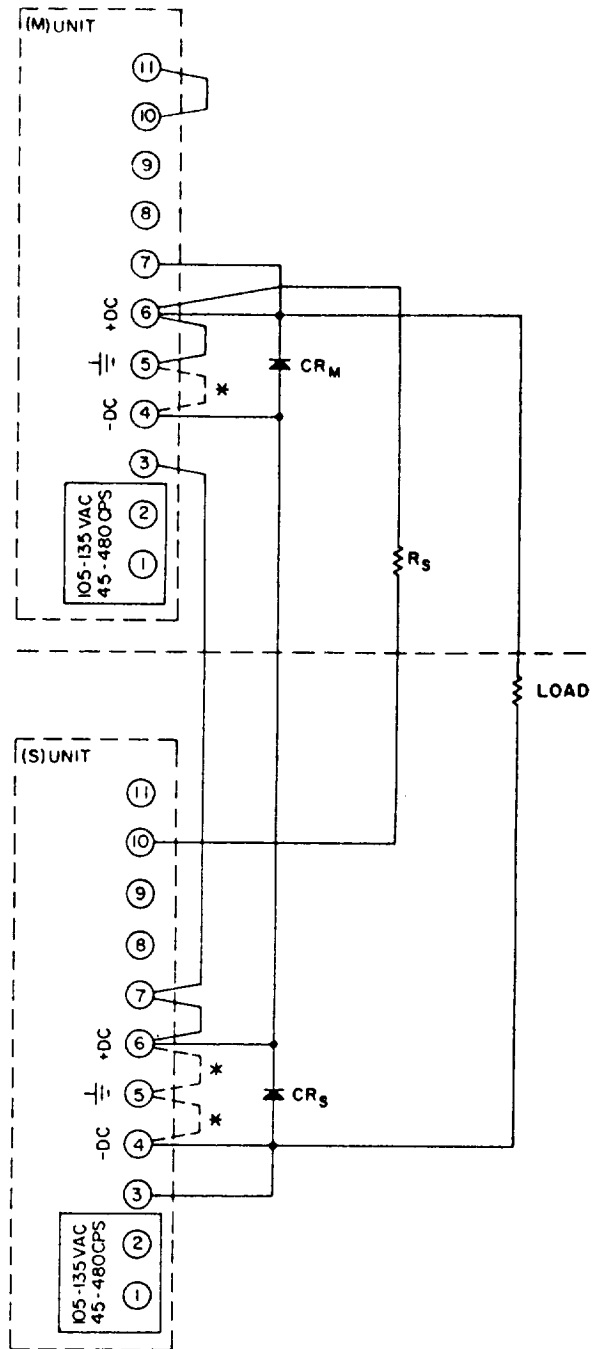 (M) UNIT
11
10
9
8
7
+DC
6
5
*
-DC
4
3
105-135 VAC
45-480 CPS
2
1
CRM
RS
LOAD
(S) UNIT
11
10
9
8
7
+DC
6
*
5
*
-DC
4
3
105-135 VAC
45-480 CPS
2
1
CRS